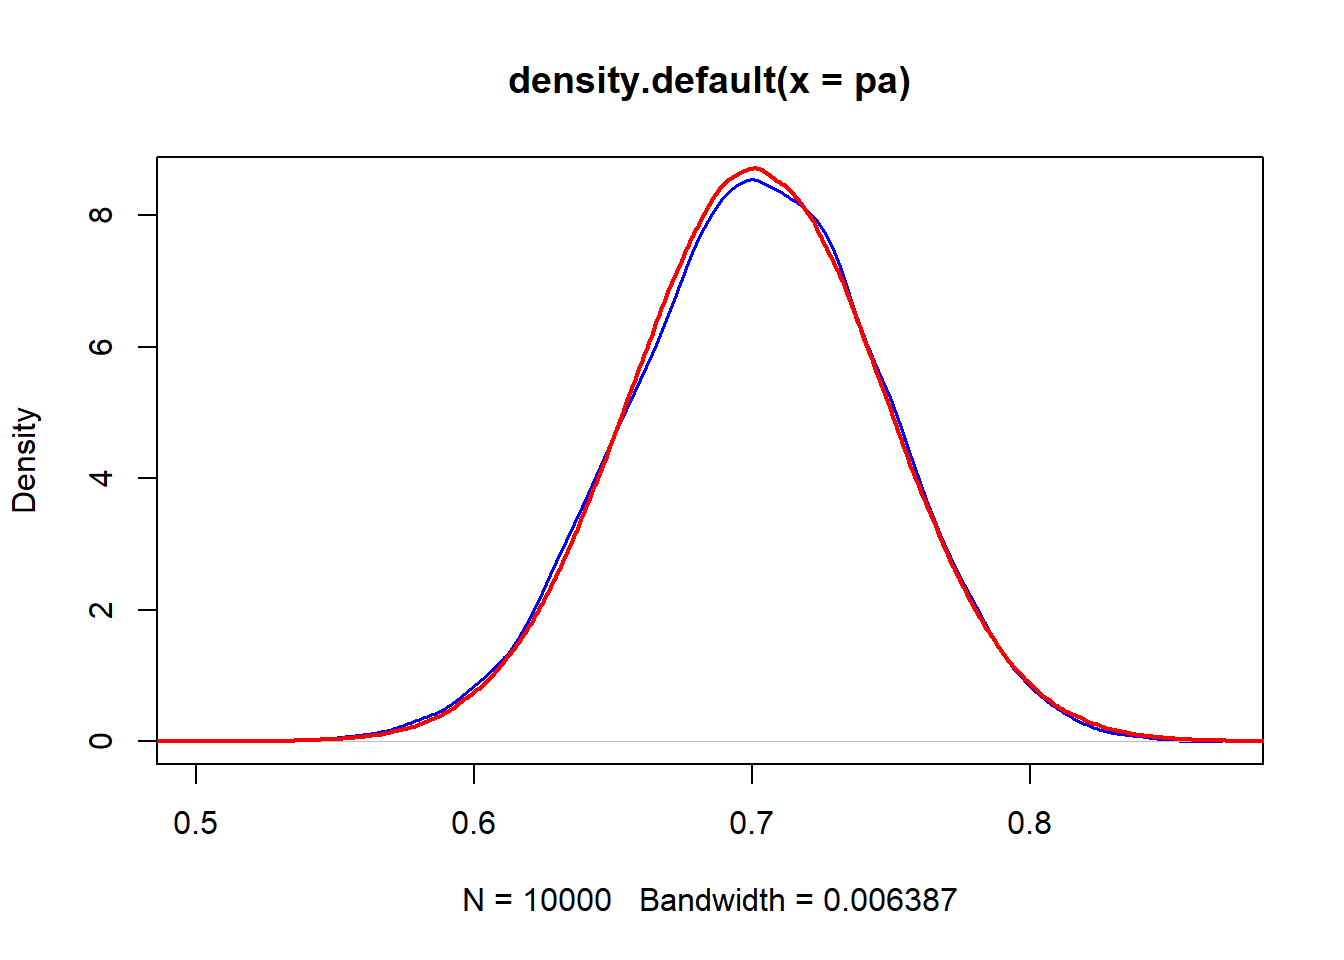 density.default(x = pa)
Density
8
6
4
2
0
0.5 0.6 0.7 0.8
N = 10000   Bandwidth = 0.006387